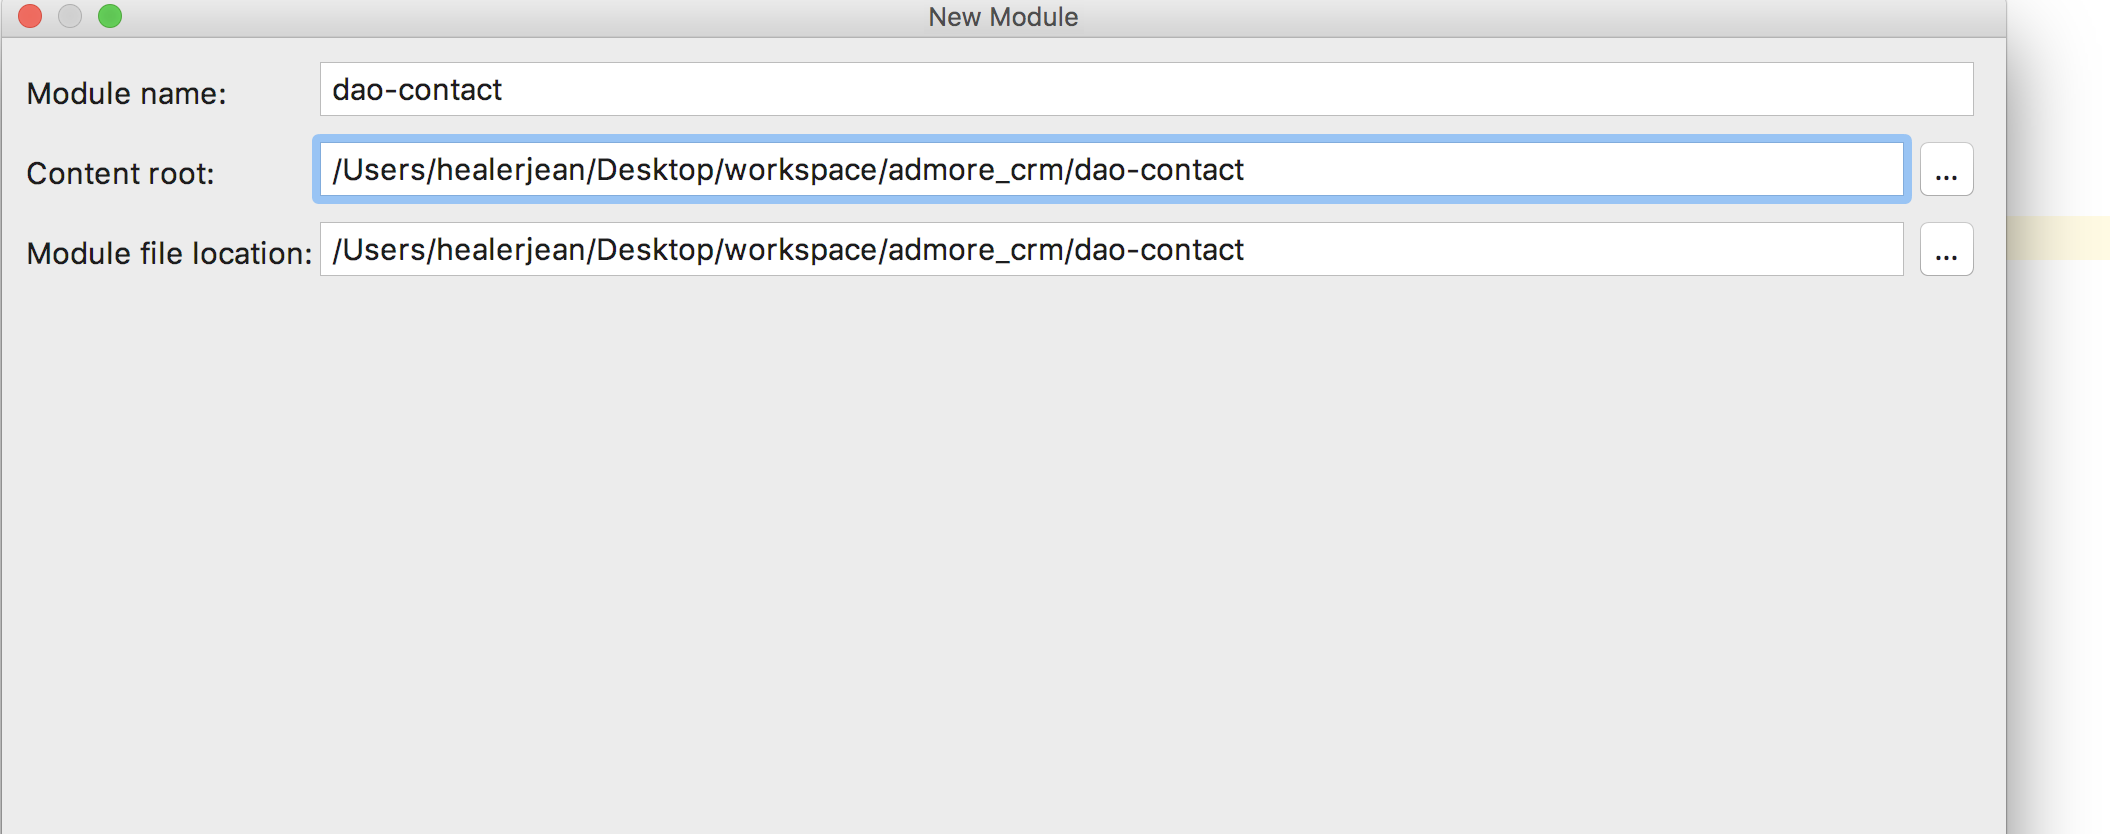 New Module
Module name: dao-contact
Content root: /Users/healerjean/Desktop/workspace/admore_crm/dao-contact ...
Module file location: /Users/healerjean/Desktop/workspace/admore_crm/dao-contact ...